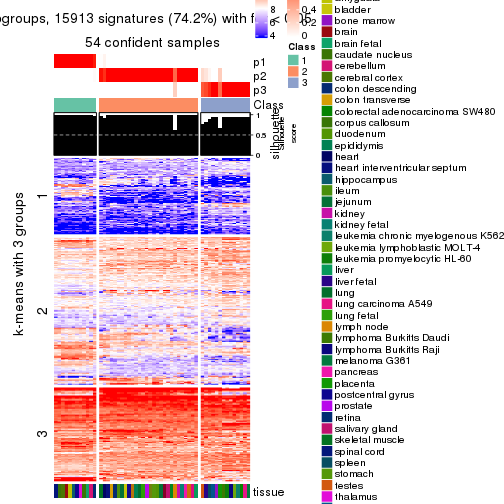 groups, 15913 signatures (74.2%) with f < 0.05
54 confident samples
p1
p2
p3
Class
1
0.5
0
silhouette
score
k-means with 3 groups
1
2
3
tissue
8
6
4
0.4
0.2
0
Class
1
2
3
bladder
bone marrow
brain
brain fetal
caudate nucleus
cerebellum
cerebral cortex
colon descending
colon transverse
colorectal adenocarcinoma SW480
corpus callosum
duodenum
epididymis
heart
heart interventricular septum
hippocampus
ileum
jejunum
kidney
kidney fetal
leukemia chronic myelogenous K562
leukemia lymphoblastic MOLT-4
leukemia promyelocytic HL-60
liver
liver fetal
lung
lung carcinoma A549
lung fetal
lymph node
lymphoma Burkitts Daudi
lymphoma Burkitts Raji
melanoma G361
pancreas
placenta
postcentral gyrus
prostate
retina
salivary gland
skeletal muscle
spinal cord
spleen
stomach
testes
thalamus